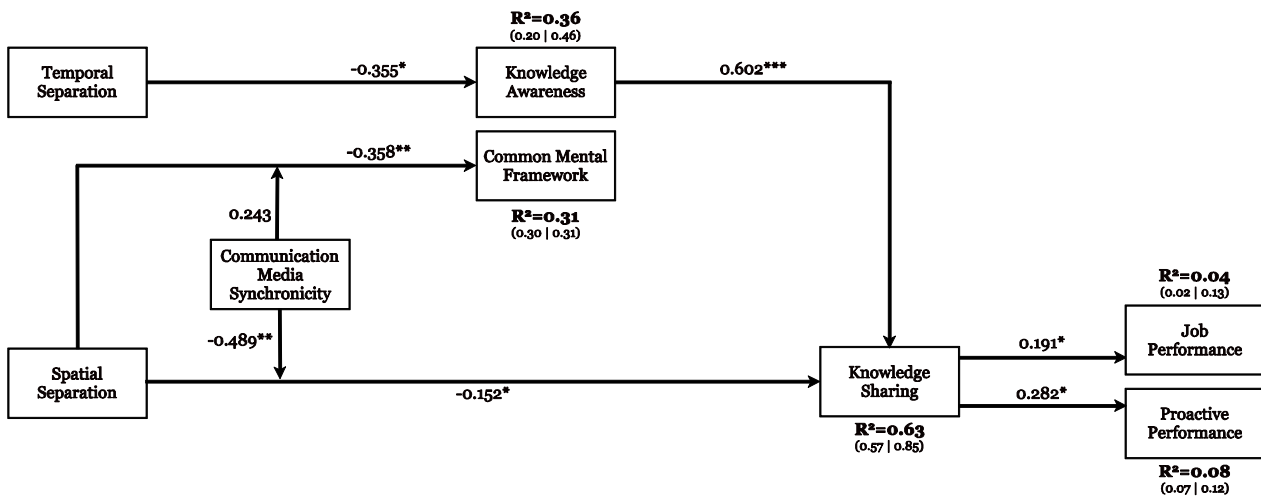 R²=0.36
(0.20 | 0.46)
Temporal
Separation
-0.355*
Knowledge
Awareness
0.602***
-0.358**
Common Mental
Framework
R²=0.31
(0.30 | 0.31)
0.243
Communication
Media
Synchronicity
-0.489**
Spatial
Separation
-0.152*
Knowledge
Sharing
R²=0.63
(0.57 | 0.85)
R²=0.04
(0.02 | 0.13)
0.191*
Job
Performance
0.282*
Proactive
Performance
R²=0.08
(0.07 | 0.12)